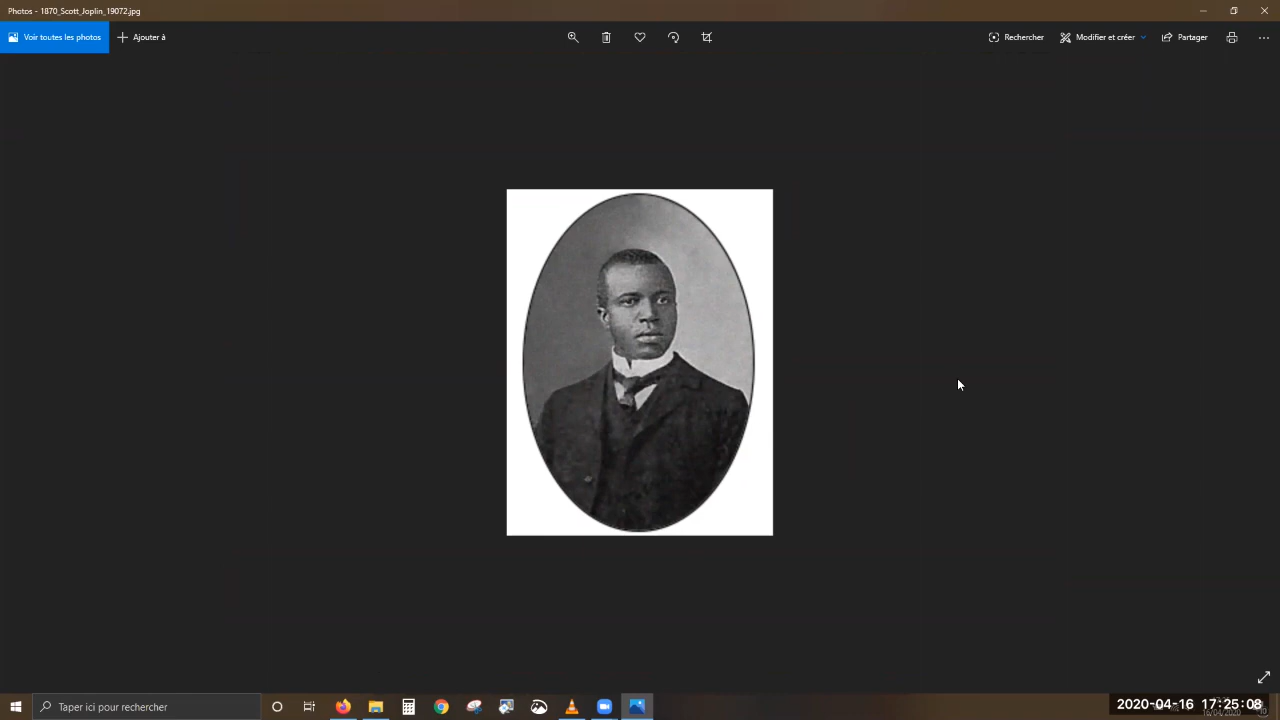 Photos - 1870_Scott_Joplin_19072.jpg
Voir toutes les photos
Ajouter à
Rechercher
Modifier et créer
Partager
Taper ici pour rechercher
2020-04-16 17:25:08